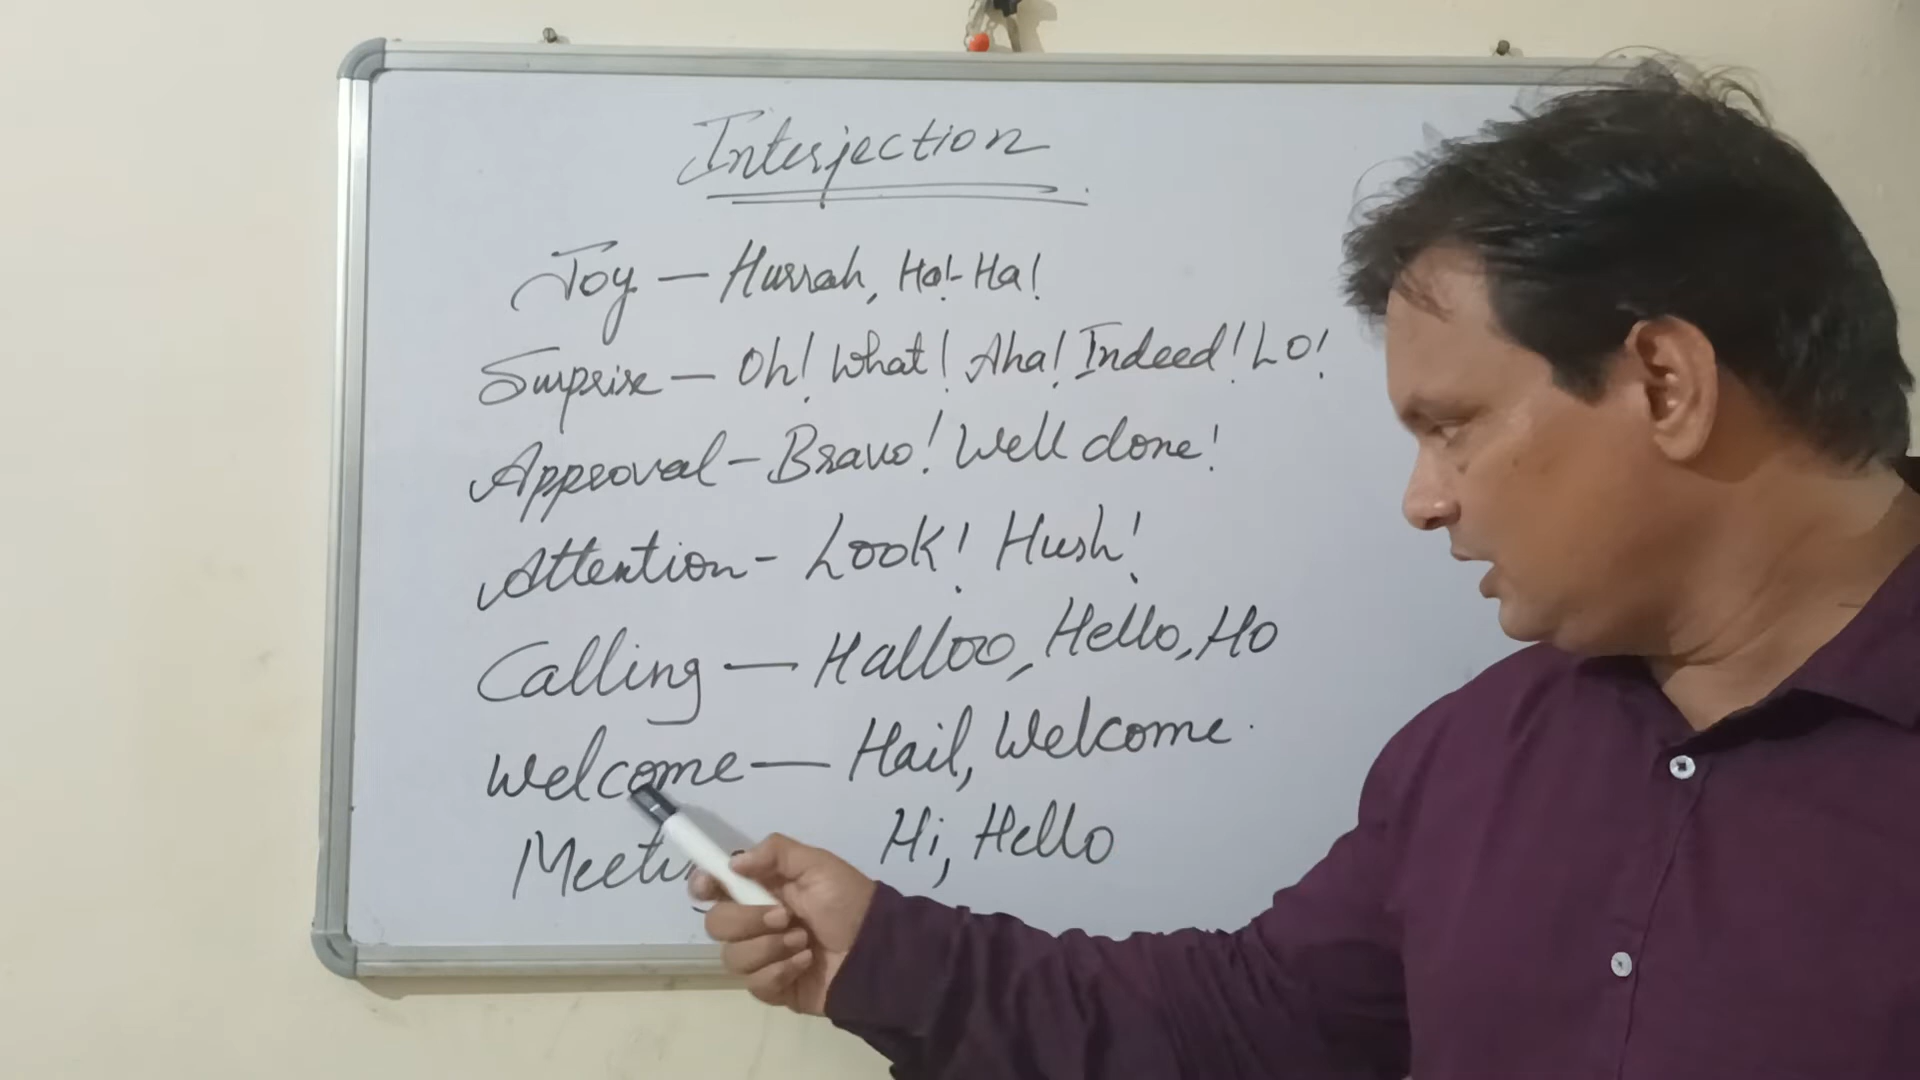 Interjection
Joy – Hurrah, Ha!-Ha!
Surprise – Oh! What! Aha! Indeed! Lo!
Approval – Bravo! Well done!
Attention – Look! Hush!
Calling – Halloo, Hello, Ho
Welcome – Hail, Welcome.
Hi, Hello